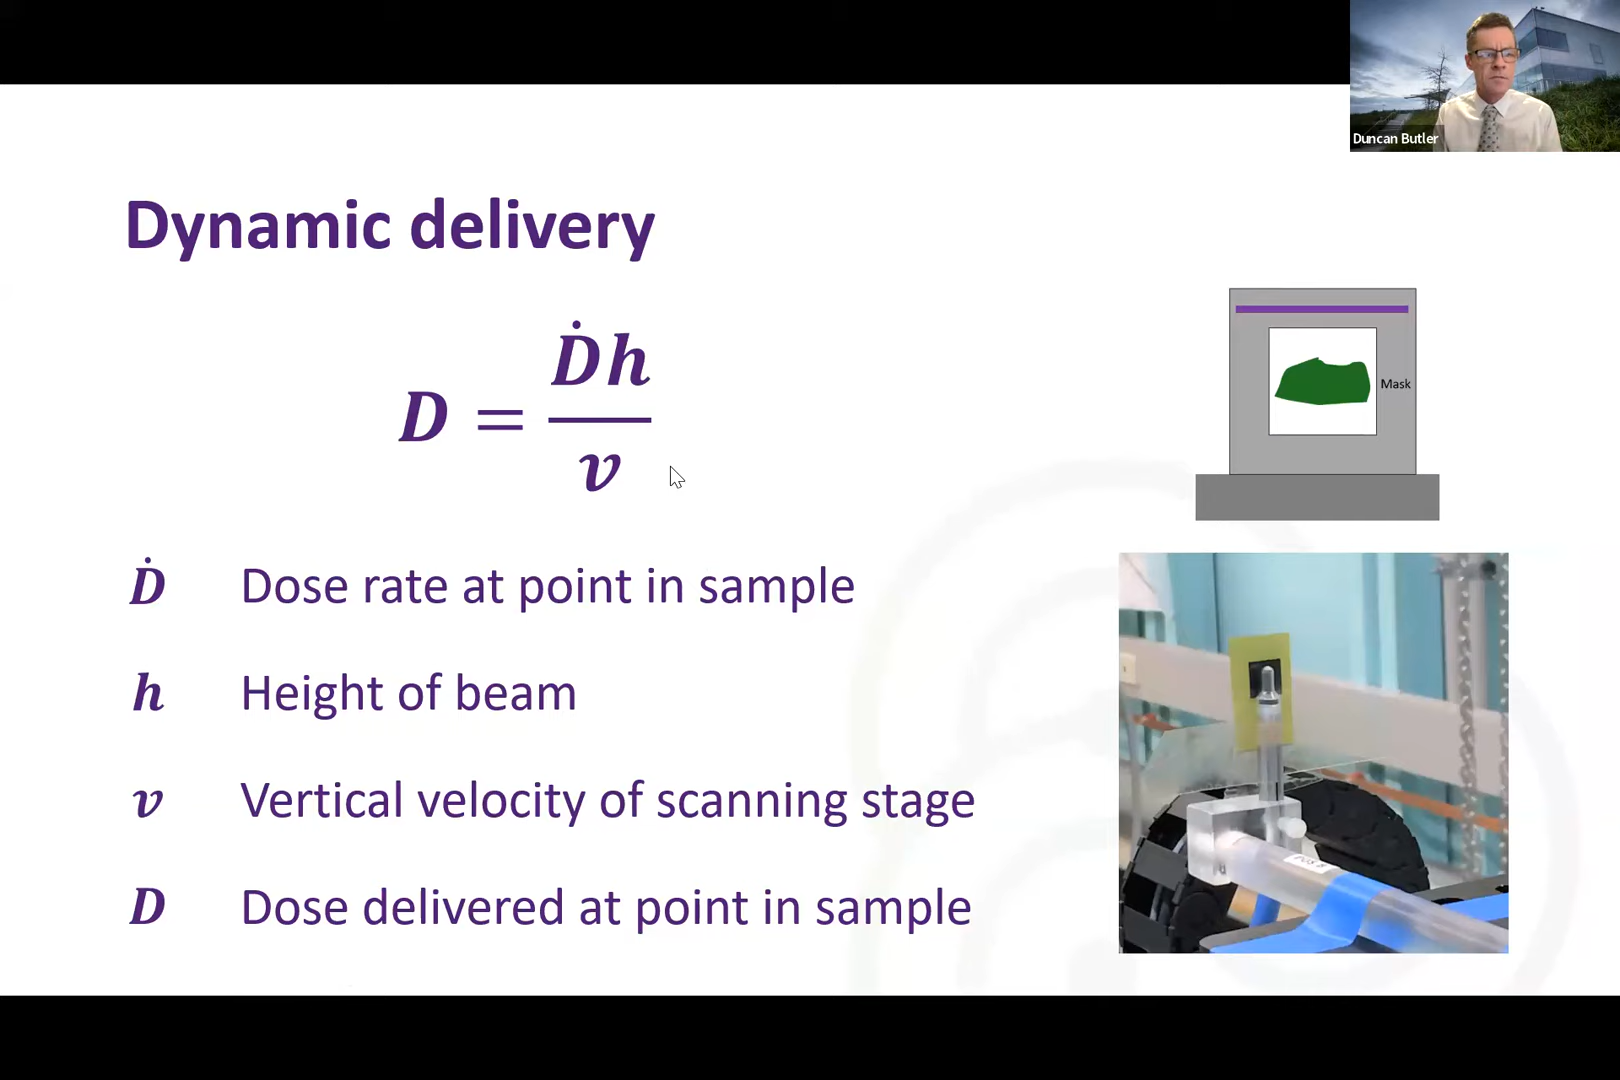 Duncan Butler
Dynamic delivery
Ḋh
D = 
v
Mask
Ḋ Dose rate at point in sample
h Height of beam
v Vertical velocity of scanning stage
D Dose delivered at point in sample